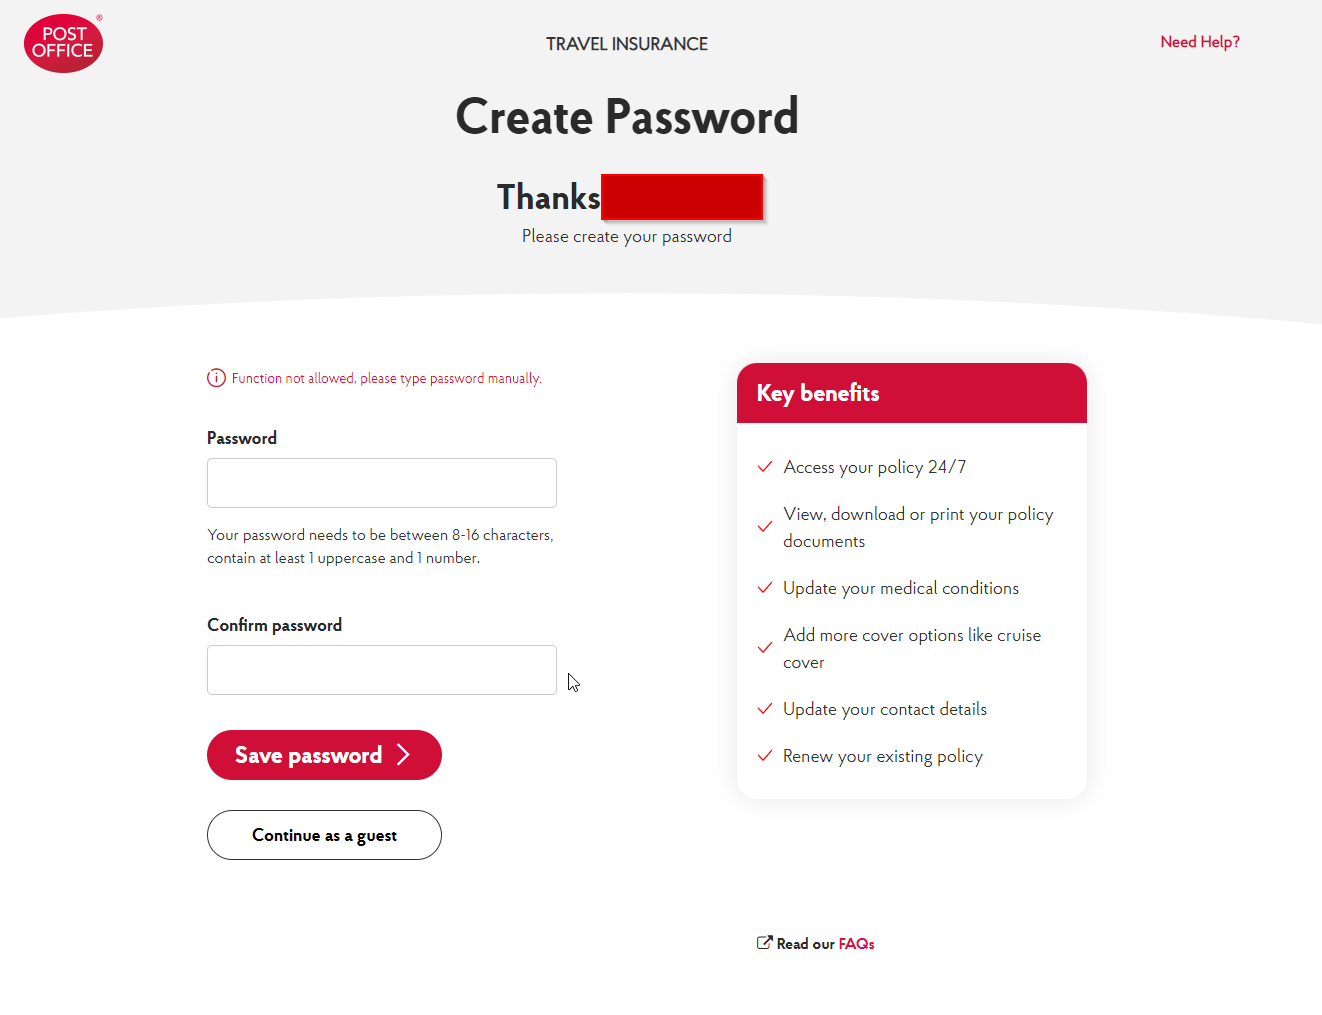 POST
OFFICE
®
TRAVEL INSURANCE
Need Help?
Create Password
Thanks
Please create your password
Function not allowed, please type password manually.
Password
Your password needs to be between 8-16 characters,
contain at least 1 uppercase and 1 number.
Confirm password
Save password
Continue as a guest
Key benefits
Access your policy 24/7
View, download or print your policy
documents
Update your medical conditions
Add more cover options like cruise
cover
Update your contact details
Renew your existing policy
Read our FAQs